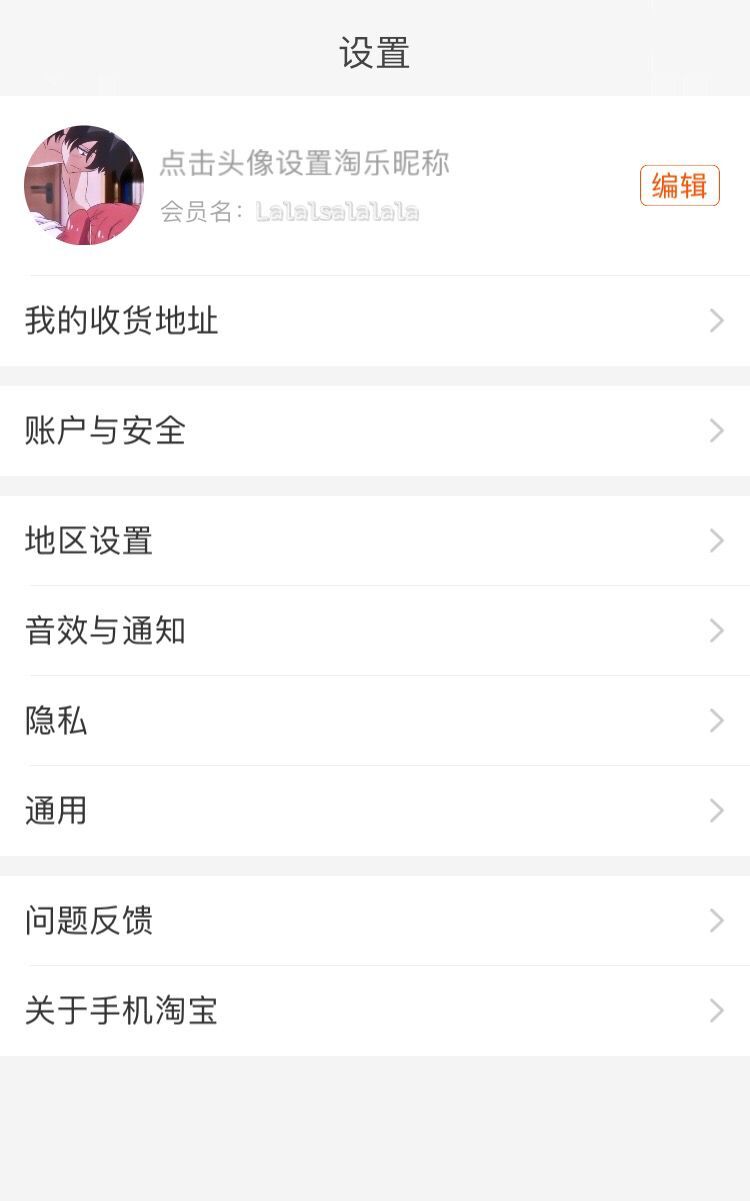 设置
点击头像设置淘乐昵称
会员名：Lalalsalalala
编辑
我的收货地址
账户与安全
地区设置
音效与通知
隐私
通用
问题反馈
关于手机淘宝